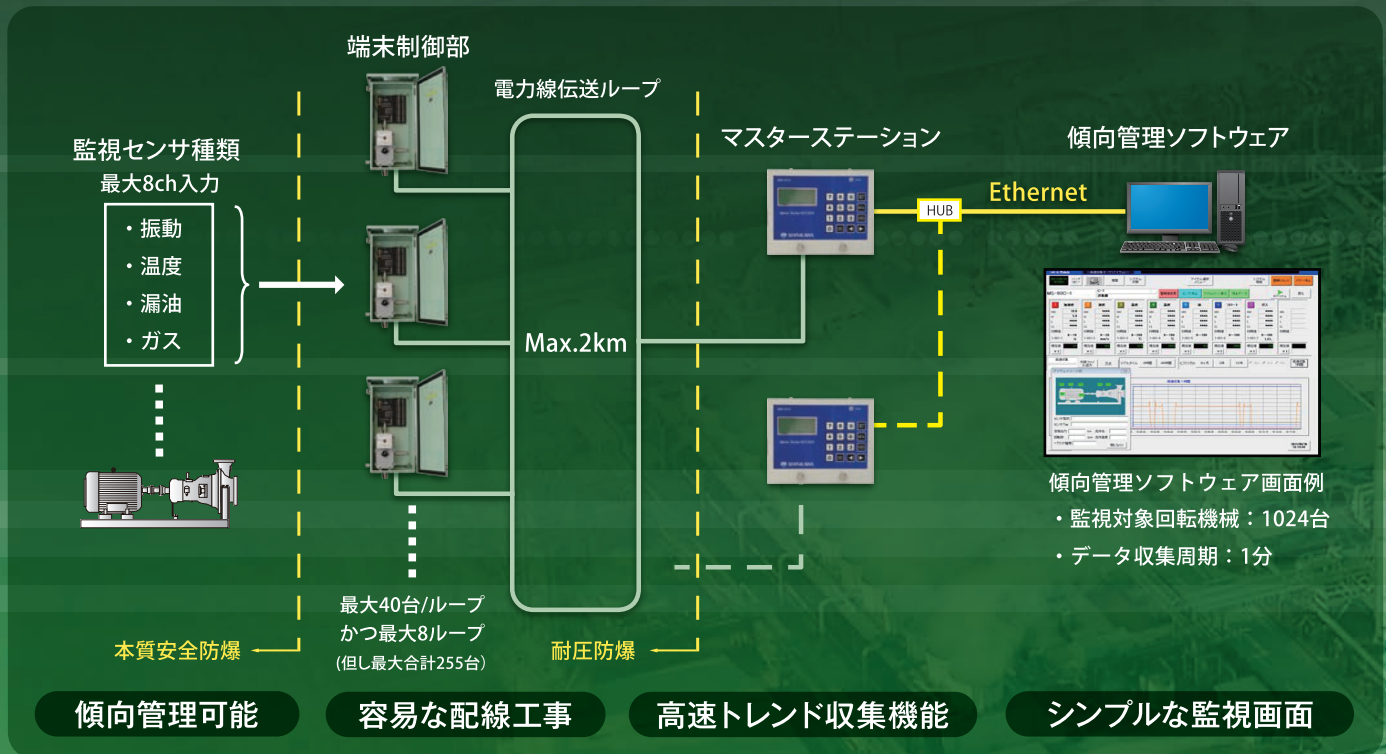 端末制御部
電力線伝送ループ
監視センサ種類
最大8ch入力
・振動
・温度
・漏油
・ガス
Max.2km
マスターステーション
傾向管理ソフトウェア
HUB
Ethernet
傾向管理ソフトウェア画面例
・監視対象回転機械：1024台
・データ収集周期：1分
最大40台/ループ
かつ最大8ループ
(但し最大合計255台)
本質安全防爆
耐圧防爆
傾向管理可能
容易な配線工事
高速トレンド収集機能
シンプルな監視画面